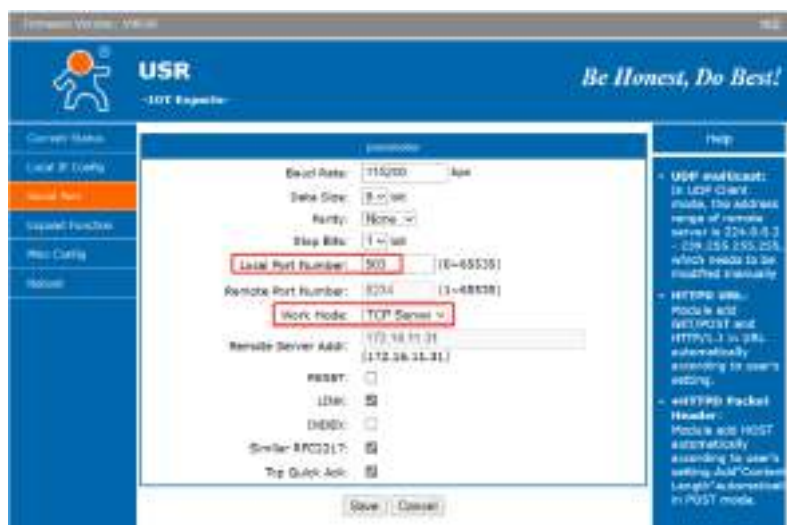 Firmware Version:
USR
-IOT Experts-
Be Honest, Do Best!
Current Status
Local IP Config
Serial Port
Expand Function
Misc Config
Reboot
parameter
Baud Rate: 115200 bps
Data Size: 8 bit
Parity: None
Stop Bits: 1 bit
Local Port Number: 503 (0~65535)
Remote Port Number: 8234 (1~65535)
Work Mode: TCP Server
Remote Server Addr: 172.16.11.31
[172.16.11.31]
RESET:
LINK:
INDEX:
Similar RFC2217:
Tcp Quick Ack:
Save Cancel
Help
• UDP multicast:
In UDP Client
mode, the address
range of remote
server is 224.0.0.2
- 239.255.255.255,
which needs to be
modified manually
• HTTPD URL:
Module add
GET/POST and
HTTP/1.1 in URL
automatically
according to user's
setting.
• +HTTPD Packet
Header:
Module add HOST
automatically
according to user's
setting. Add"Content
Length"automatical
in POST mode.